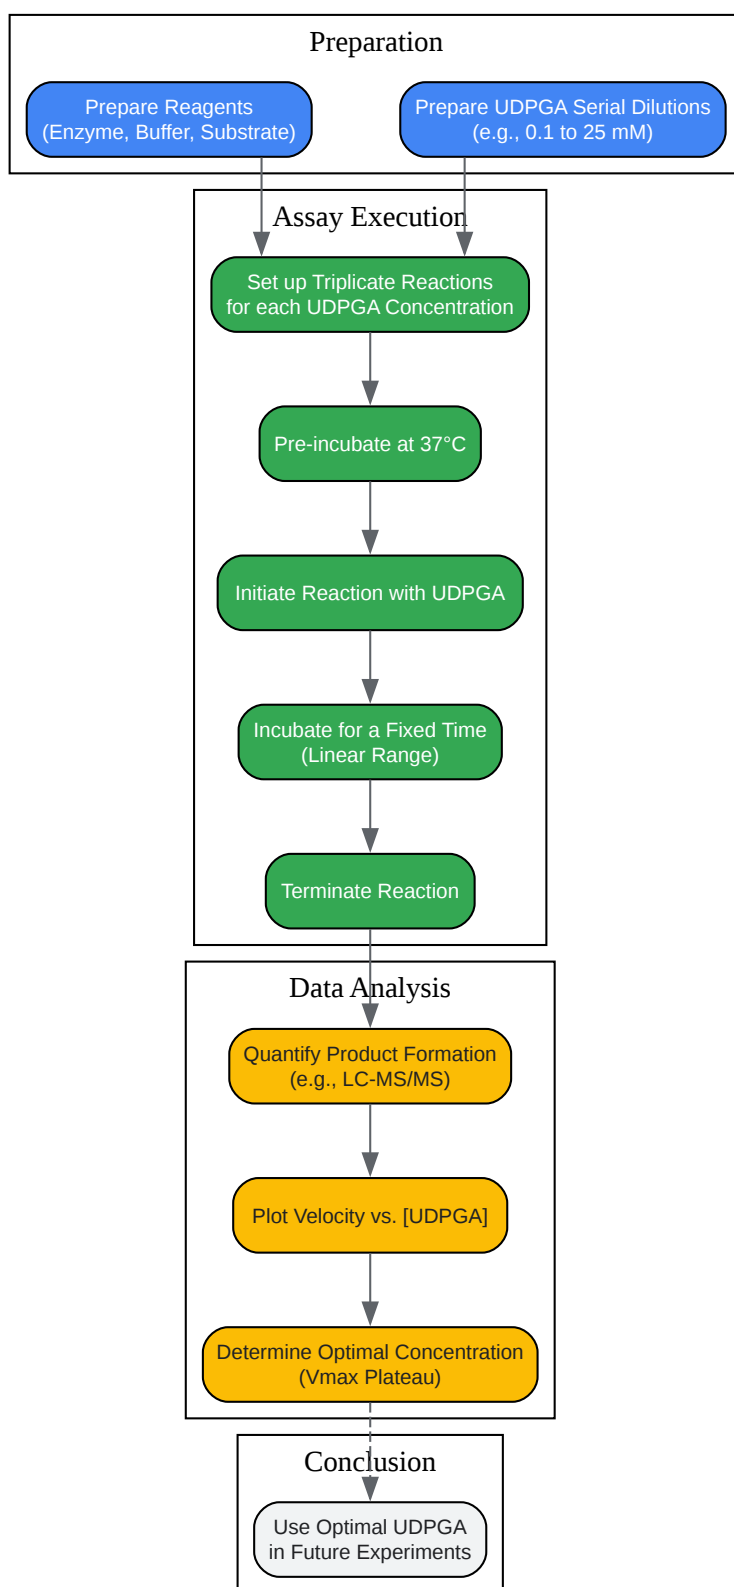 Preparation
Prepare Reagents
(Enzyme, Buffer, Substrate)
Prepare UDPGA Serial Dilutions
(e.g., 0.1 to 25 mM)
Assay Execution
Set up Triplicate Reactions
for each UDPGA Concentration
Pre-incubate at 37°C
Initiate Reaction with UDPGA
Incubate for a Fixed Time
(Linear Range)
Terminate Reaction
Data Analysis
Quantify Product Formation
(e.g., LC-MS/MS)
Plot Velocity vs. [UDPGA]
Determine Optimal Concentration
(Vmax Plateau)
Conclusion
Use Optimal UDPGA
in Future Experiments